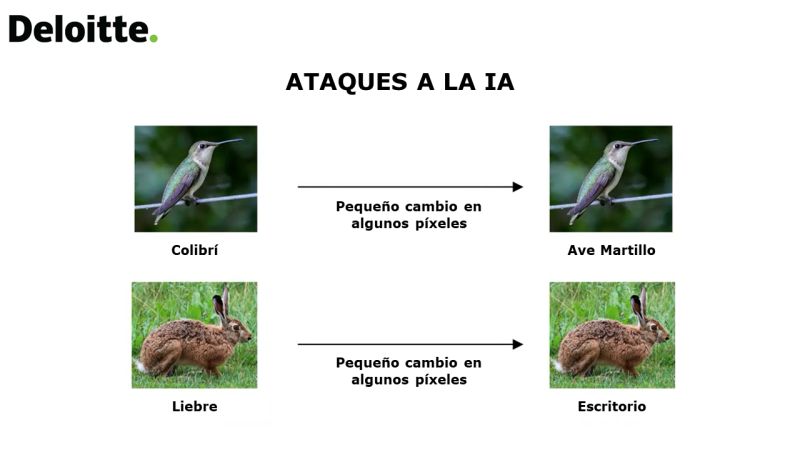 Deloitte.
ATAQUES A LA IA
Pequeño cambio en
algunos píxeles
Colibrí
Ave Martillo
Pequeño cambio en
algunos píxeles
Liebre
Escritorio